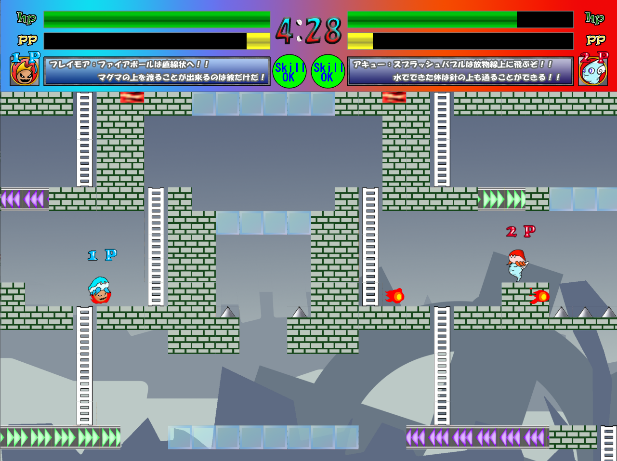 hp
4:28
hp
PP
PP
1P
フレイモア：ファイアボールは直線状へ！！
マグマの上を渡ることが出来るのは彼だけだ！
Skill OK
Skill OK
アキュー：スプラッシュバブルは放物線上に飛ぶぞ！！
水でできた体は針の上も通ることができる！！
2P
1P